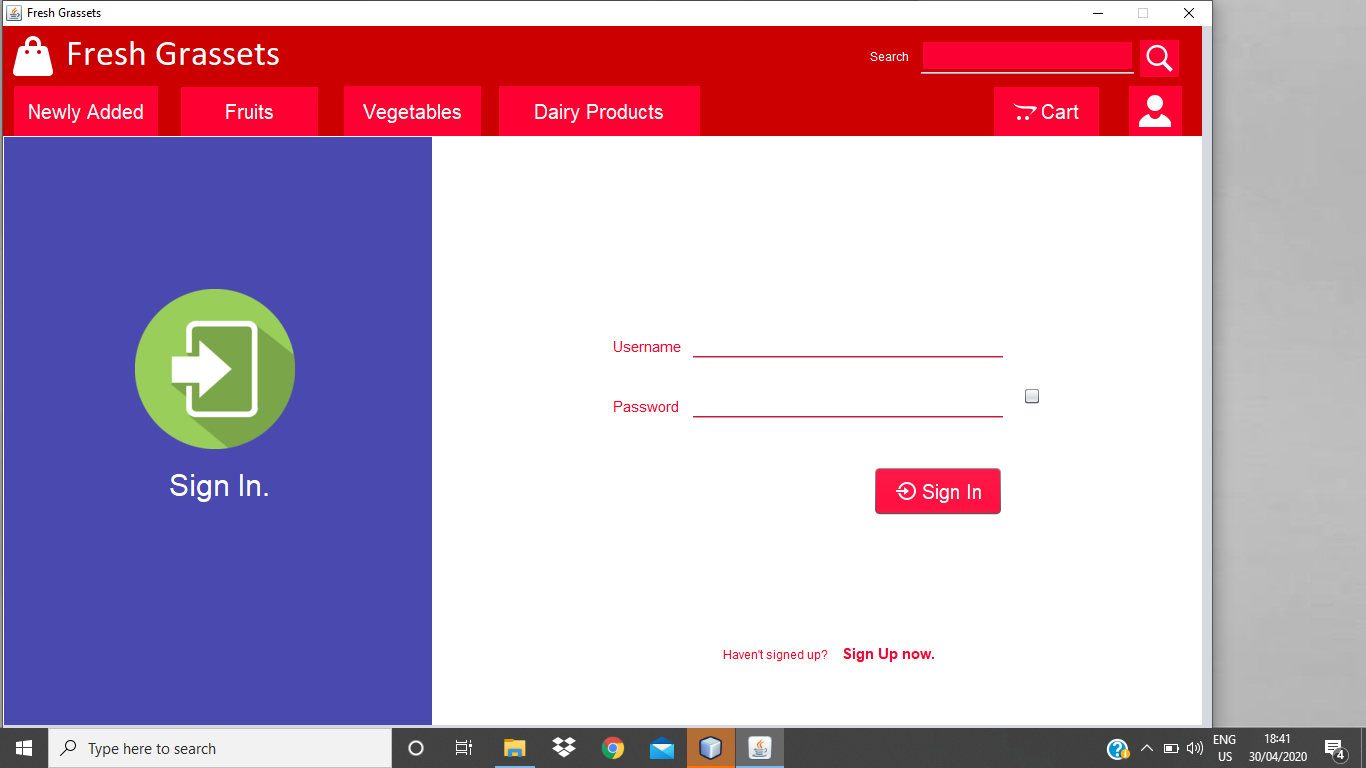 Fresh Grassets
Fresh Grassets
Search
Newly Added
Fruits
Vegetables
Dairy Products
Cart
Sign In.
Username
Password
Sign In
Haven't signed up? Sign Up now.
Type here to search
ENG
US
18:41
30/04/2020
4